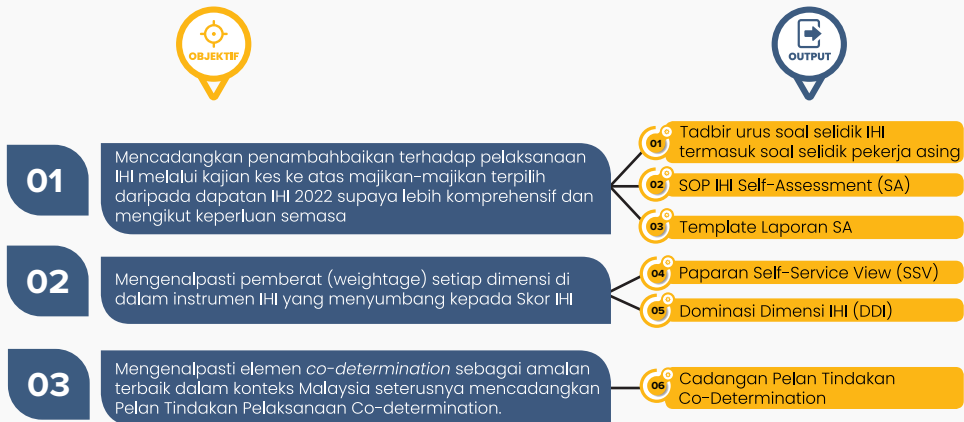 OBJEKTIF
OUTPUT
01
Mencadangkan penambahbaikan terhadap pelaksanaan
IHI melalui kajian kes ke atas majikan-majikan terpilih
daripada dapatan IHI 2022 supaya lebih komprehensif dan
mengikut keperluan semasa
01
Tadbir urus soal selidik IHI
termasuk soal selidik pekerja asing
02
SOP IHI Self-Assessment (SA)
03
Template Laporan SA
02
Mengenalpasti pemberat (weightage) setiap dimensi di
dalam instrumen IHI yang menyumbang kepada Skor IHI
04
Paparan Self-Service View (SSV)
05
Dominasi Dimensi IHI (DDI)
03
Mengenalpasti elemen co-determination sebagai amalan
terbaik dalam konteks Malaysia seterusnya mencadangkan
Pelan Tindakan Pelaksanaan Co-determination.
06
Cadangan Pelan Tindakan
Co-Determination